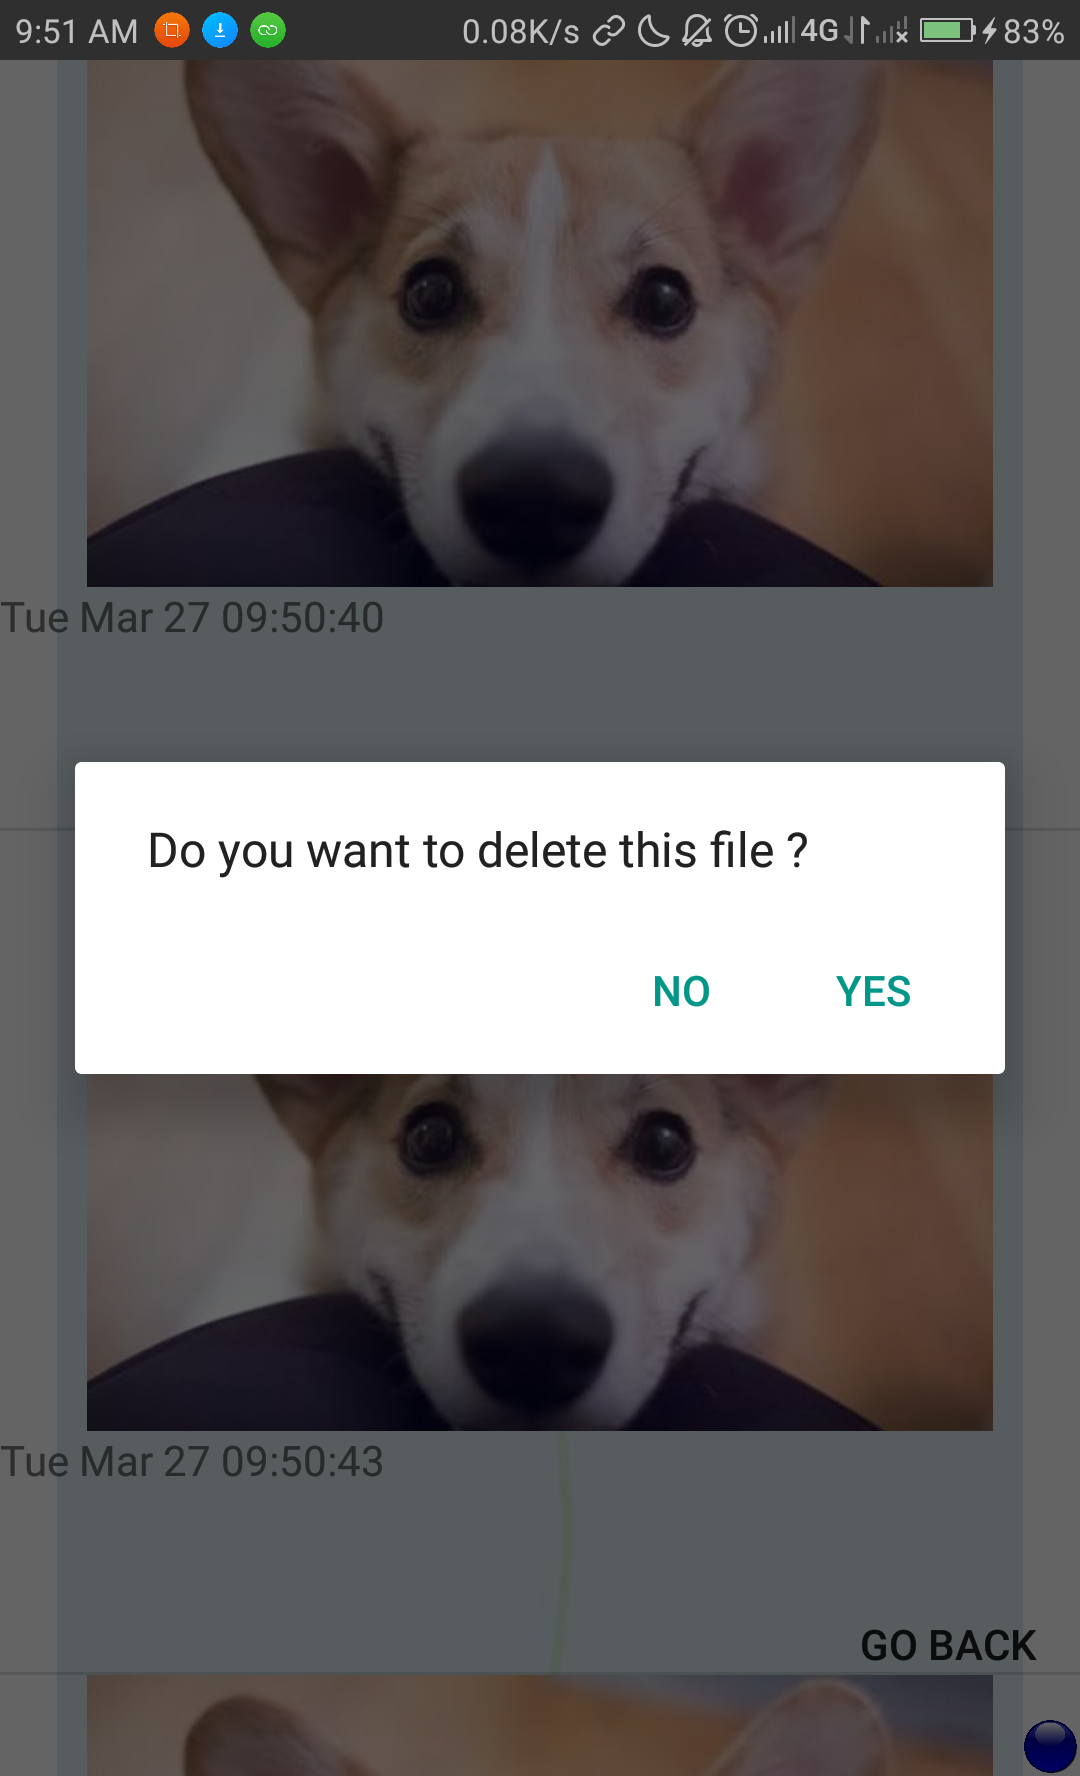 9:51 AM 0.08K/s 4G 83%
Tue Mar 27 09:50:40
Do you want to delete this file ?
NO YES
Tue Mar 27 09:50:43
GO BACK